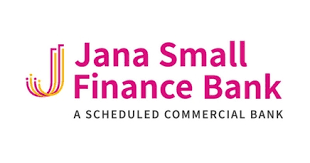 Jana Small
Finance Bank
A SCHEDULED COMMERCIAL BANK